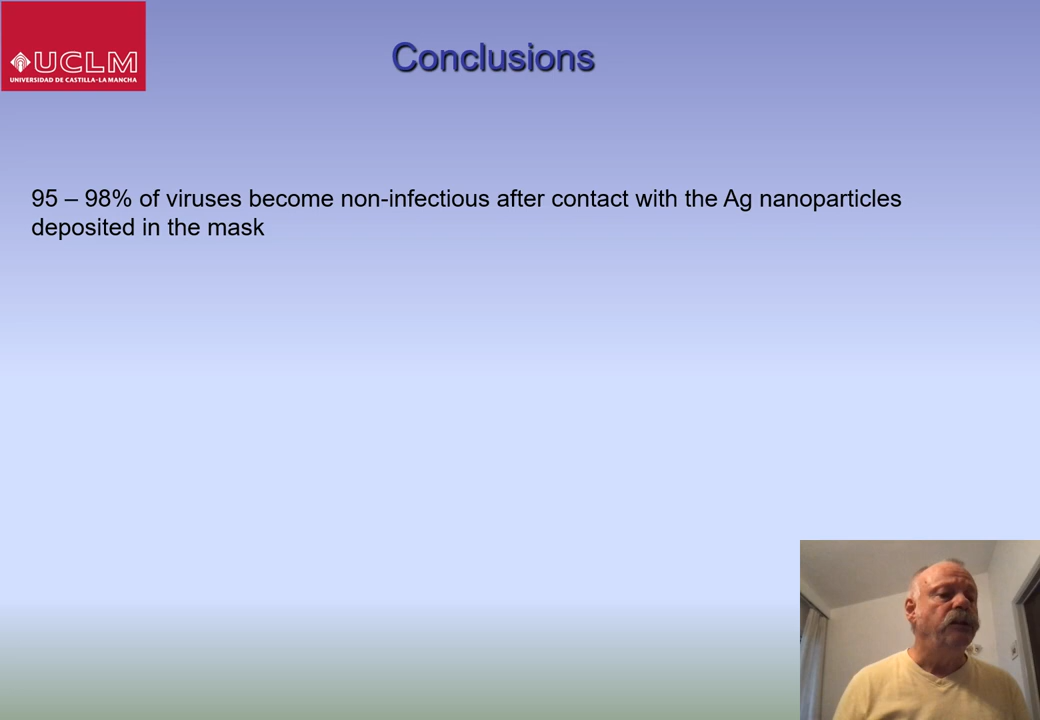 UCLM
UNIVERSIDAD DE CASTILLA-LA MANCHA
Conclusions
95 – 98% of viruses become non-infectious after contact with the Ag nanoparticles
deposited in the mask